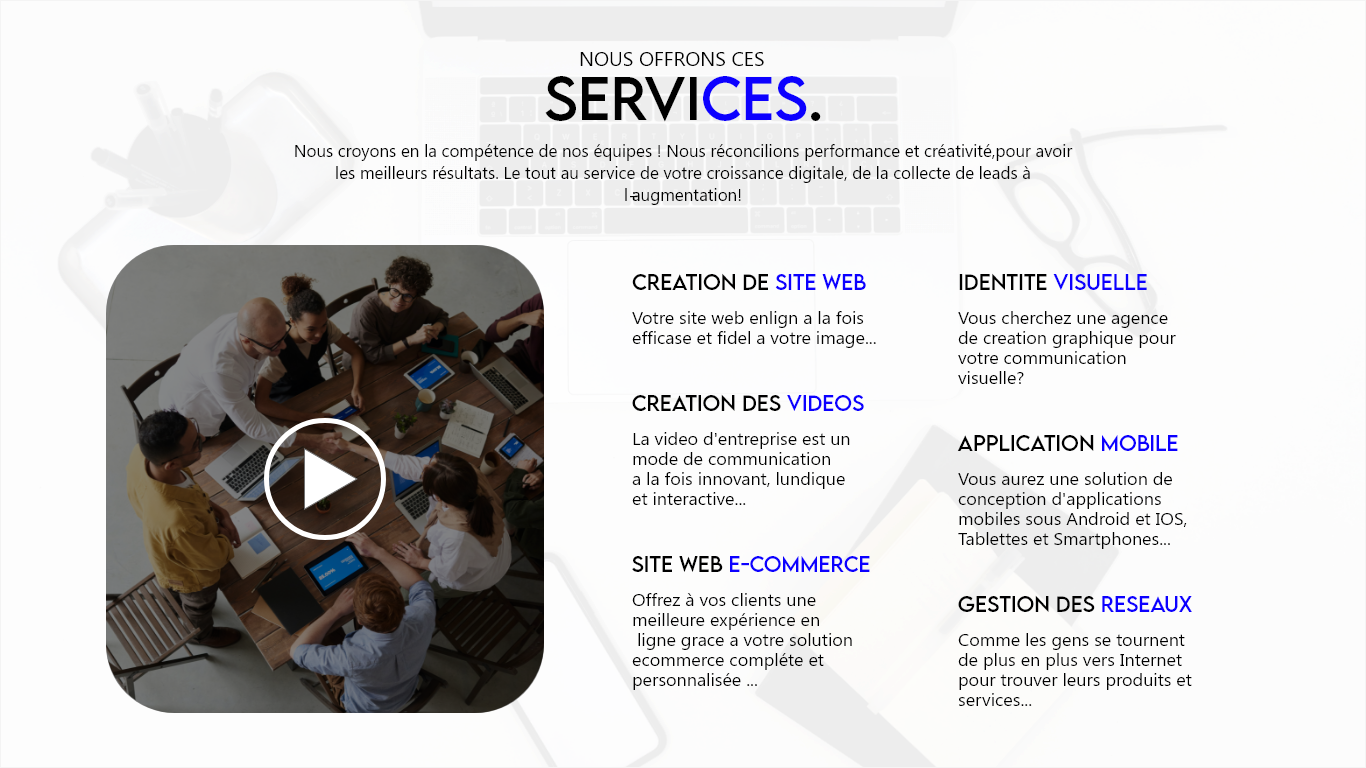 NOUS OFFRONS CES
SERVICES.
Nous croyons en la compétence de nos équipes ! Nous réconcilions performance et créativité,pour avoir
les meilleurs résultats. Le tout au service de votre croissance digitale, de la collecte de leads à
l-augmentation!
CREATION DE SITE WEB
Votre site web enlign a la fois
efficase et fidel a votre image...
CREATION DES VIDEOS
La video d'entreprise est un
mode de communication
a la fois innovant, lundique
et interactive...
SITE WEB E-COMMERCE
Offrez à vos clients une
meilleure expérience en
ligne grace a votre solution
ecommerce compléte et
personnalisée ...
IDENTITE VISUELLE
Vous cherchez une agence
de creation graphique pour
votre communication
visuelle?
APPLICATION MOBILE
Vous aurez une solution de
conception d'applications
mobiles sous Android et IOS,
Tablettes et Smartphones...
GESTION DES RESEAUX
Comme les gens se tournent
de plus en plus vers Internet
pour trouver leurs produits et
services...